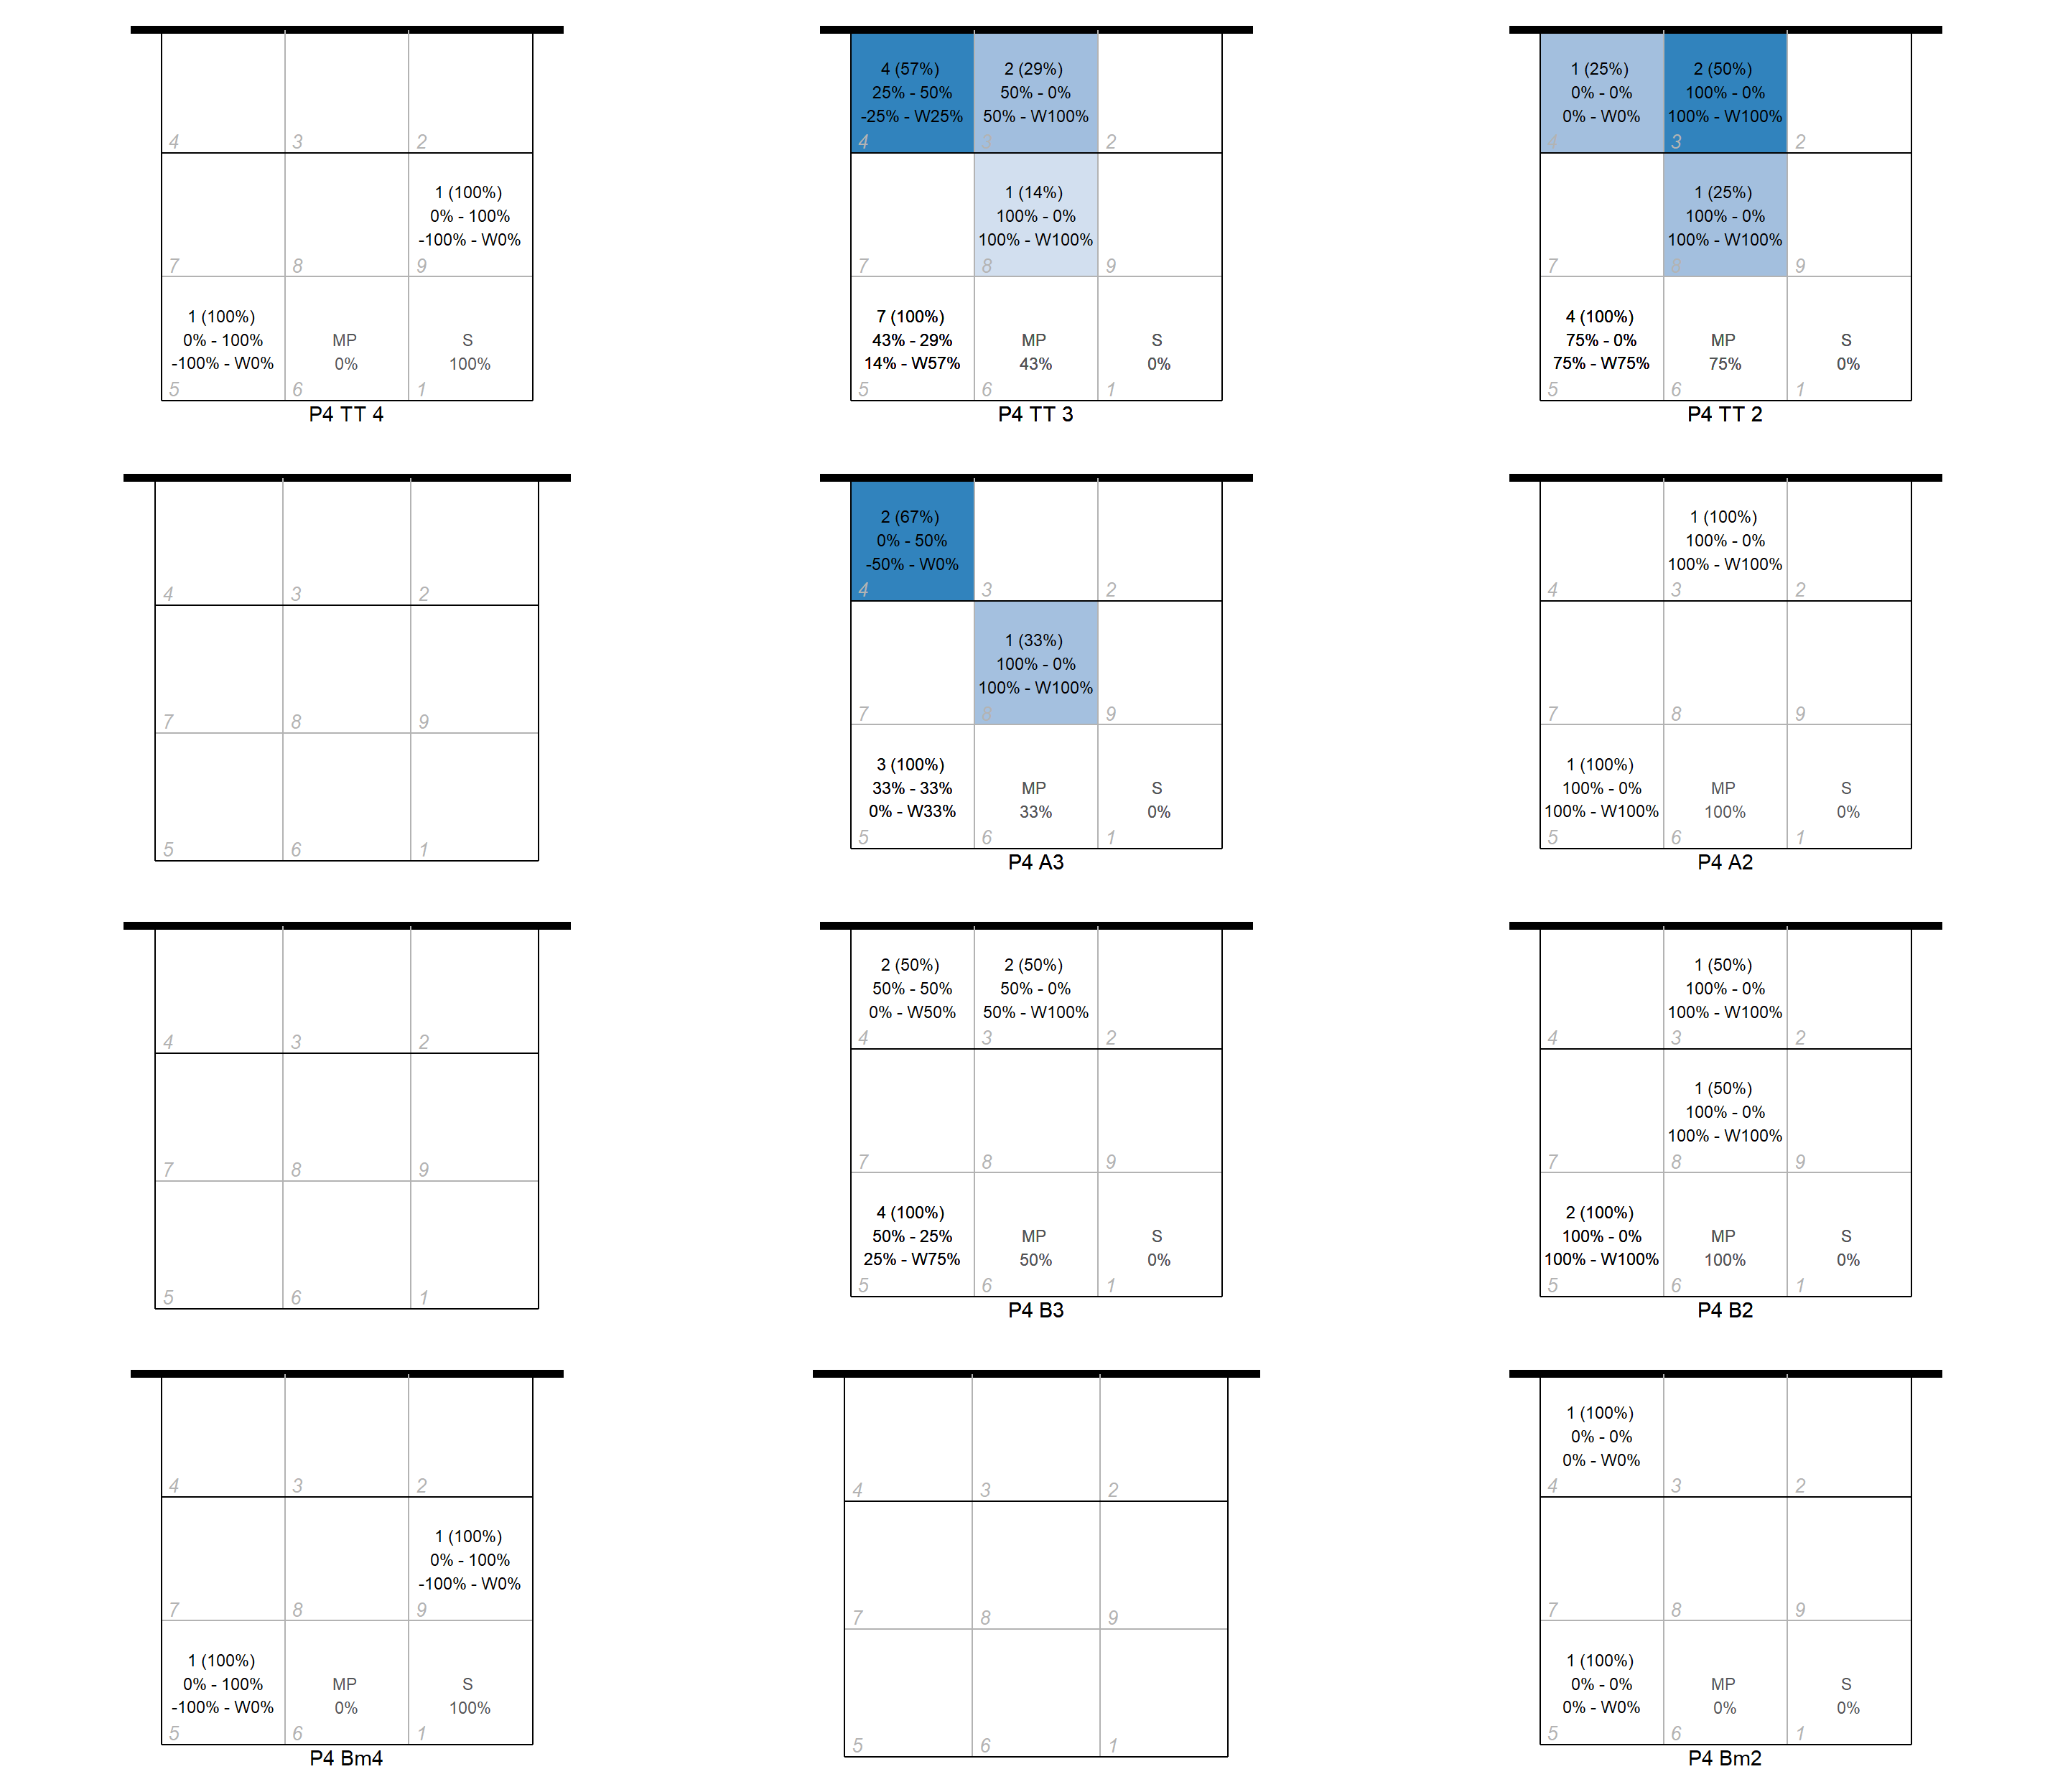 4 (57%)
25% - 50%
-25% - W25%
2 (29%)
50% - 0%
50% - W100%
1 (25%)
0% - 0%
0% - W0%
2 (50%)
100% - 0%
100% - W100%
4
3
2
4
3
2
4
3
2
1 (100%)
0% - 100%
-100% - W0%
1 (14%)
100% - 0%
100% - W100%
1 (25%)
100% - 0%
100% - W100%
7
8
9
7
8
9
7
8
9
1 (100%)
0% - 100%
-100% - W0%
MP
0%
S
100%
7 (100%)
43% - 29%
14% - W57%
MP
43%
S
0%
4 (100%)
75% - 0%
75% - W75%
MP
75%
S
0%
5
6
1
5
6
1
5
6
1
P4 TT 4
P4 TT 3
P4 TT 2
2 (67%)
0% - 50%
-50% - W0%
1 (100%)
100% - 0%
100% - W100%
4
3
2
4
3
2
4
3
2
1 (33%)
100% - 0%
100% - W100%
7
8
9
7
8
9
7
8
9
3 (100%)
33% - 33%
0% - W33%
MP
33%
S
0%
1 (100%)
100% - 0%
100% - W100%
MP
100%
S
0%
5
6
1
5
6
1
5
6
1
P4 A3
P4 A2
2 (50%)
50% - 50%
0% - W50%
2 (50%)
50% - 0%
50% - W100%
1 (50%)
100% - 0%
100% - W100%
4
3
2
4
3
2
4
3
2
1 (50%)
100% - 0%
100% - W100%
7
8
9
7
8
9
7
8
9
4 (100%)
50% - 25%
25% - W75%
MP
50%
S
0%
2 (100%)
100% - 0%
100% - W100%
MP
100%
S
0%
5
6
1
5
6
1
5
6
1
P4 B3
P4 B2
1 (100%)
0% - 0%
0% - W0%
4
3
2
4
3
2
4
3
2
1 (100%)
0% - 100%
-100% - W0%
7
8
9
7
8
9
7
8
9
1 (100%)
0% - 100%
-100% - W0%
MP
0%
S
100%
1 (100%)
0% - 0%
0% - W0%
MP
0%
S
0%
5
6
1
5
6
1
5
6
1
P4 Bm4
P4 Bm2